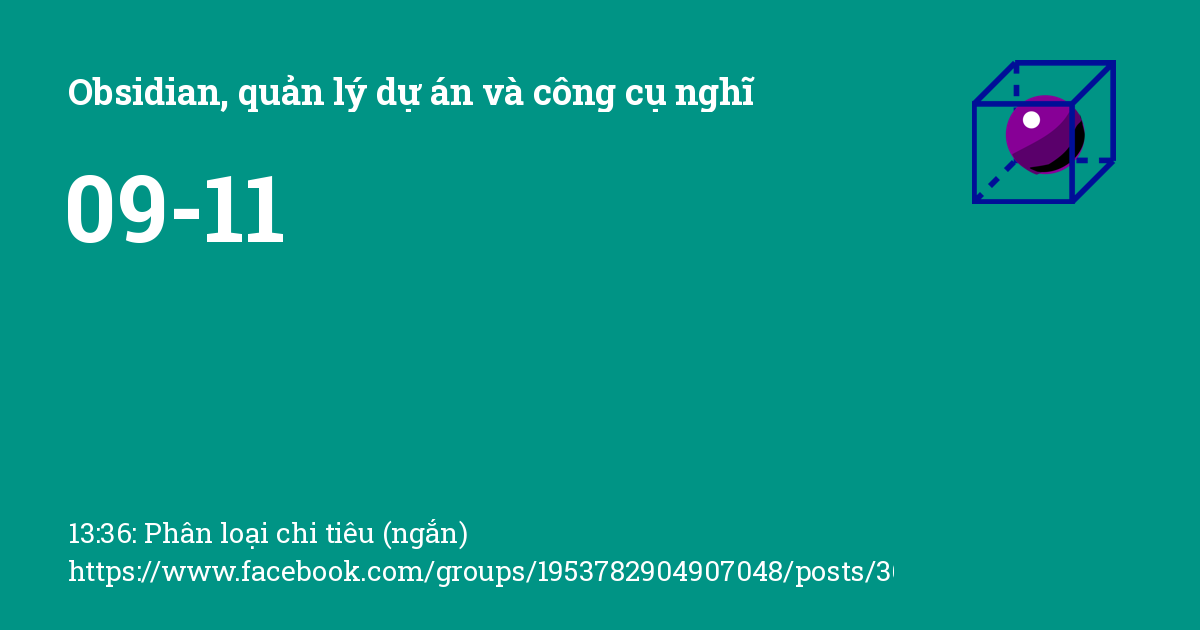 Obsidian, quản lý dự án và công cụ nghĩ
09-11
13:36: Phân loại chi tiêu (ngắn)
https://www.facebook.com/groups/1953782904907048/posts/3